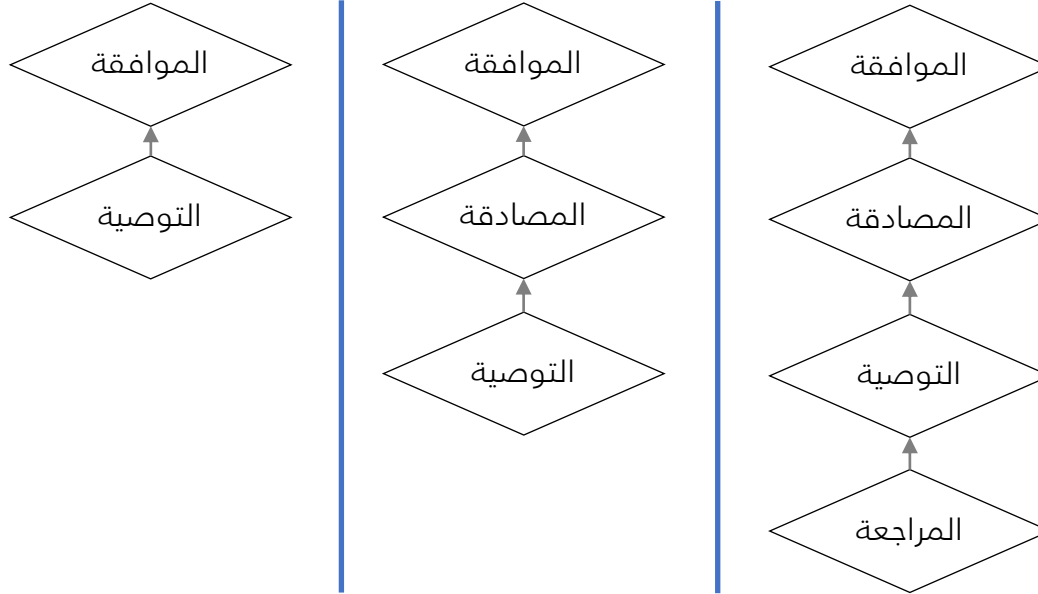 الموافقة
المصادقة
التوصية
المراجعة
الموافقة
المصادقة
التوصية
الموافقة
التوصية